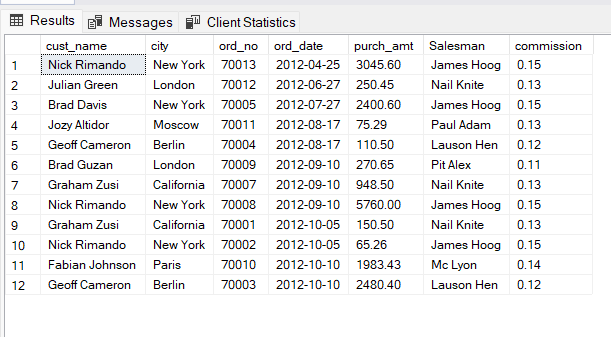 Results Messages Client Statistics
cust_name city ord_no ord_date purch_amt Salesman commission
1 Nick Rimando New York 70013 2012-04-25 3045.60 James Hoog 0.15
2 Julian Green London 70012 2012-06-27 250.45 Nail Knite 0.13
3 Brad Davis New York 70005 2012-07-27 2400.60 James Hoog 0.15
4 Jozy Altidor Moscow 70011 2012-08-17 75.29 Paul Adam 0.13
5 Geoff Cameron Berlin 70004 2012-08-17 110.50 Lauson Hen 0.12
6 Brad Guzan London 70009 2012-09-10 270.65 Pit Alex 0.11
7 Graham Zusi California 70007 2012-09-10 948.50 Nail Knite 0.13
8 Nick Rimando New York 70008 2012-09-10 5760.00 James Hoog 0.15
9 Graham Zusi California 70001 2012-10-05 150.50 Nail Knite 0.13
10 Nick Rimando New York 70002 2012-10-05 65.26 James Hoog 0.15
11 Fabian Johnson Paris 70010 2012-10-10 1983.43 Mc Lyon 0.14
12 Geoff Cameron Berlin 70003 2012-10-10 2480.40 Lauson Hen 0.12